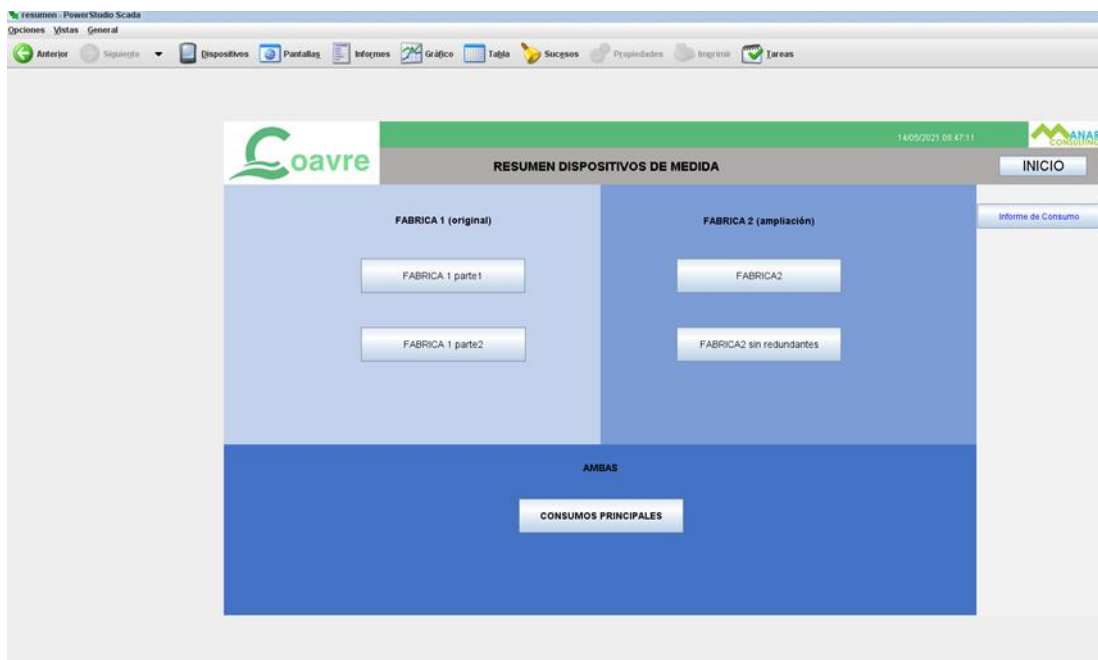 resumen - PowerStudio Scada
Opciones Vistas General
Anterior Siguiente Dispositivos Pantallas Informes Gráfico Tabla Sucesos Propiedades Imprimir Tareas
14/05/2021 08:47:11
Coavre
MANAR
CONSULTING
RESUMEN DISPOSITIVOS DE MEDIDA
INICIO
FABRICA 1 (original)
FABRICA 2 (ampliación)
Informe de Consumo
FABRICA 1 parte1
FABRICA2
FABRICA 1 parte2
FABRICA2 sin redundantes
AMBAS
CONSUMOS PRINCIPALES